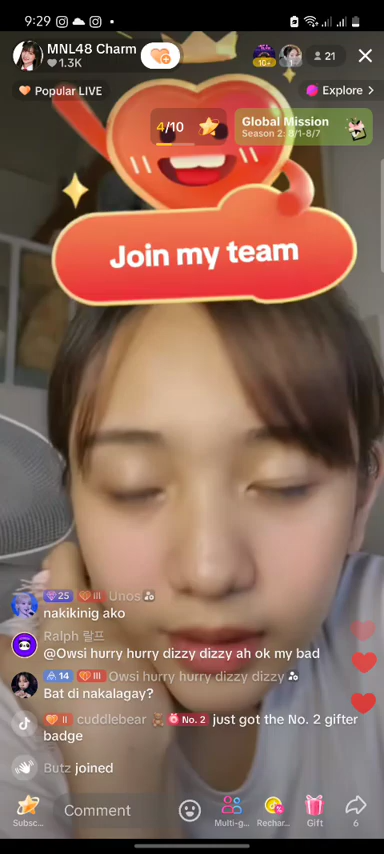 9:29
MNL48 Charm
1.3K
10+
1
21
Popular LIVE
Explore >
4/10
Global Mission
Season 2: 8/1-8/7
Join my team
25 III Unos
nakikinig ako
Ralph 랄프
@Owsi hurry hurry dizzy dizzy ah ok my bad
14 III Owsi hurry hurry dizzy dizzy
Bat di nakalagay?
II cuddlebear 🧸 No. 2 just got the No. 2 gifter
badge
Butz joined
Comment
Subsc... Multi-g... Rechar... Gift 6